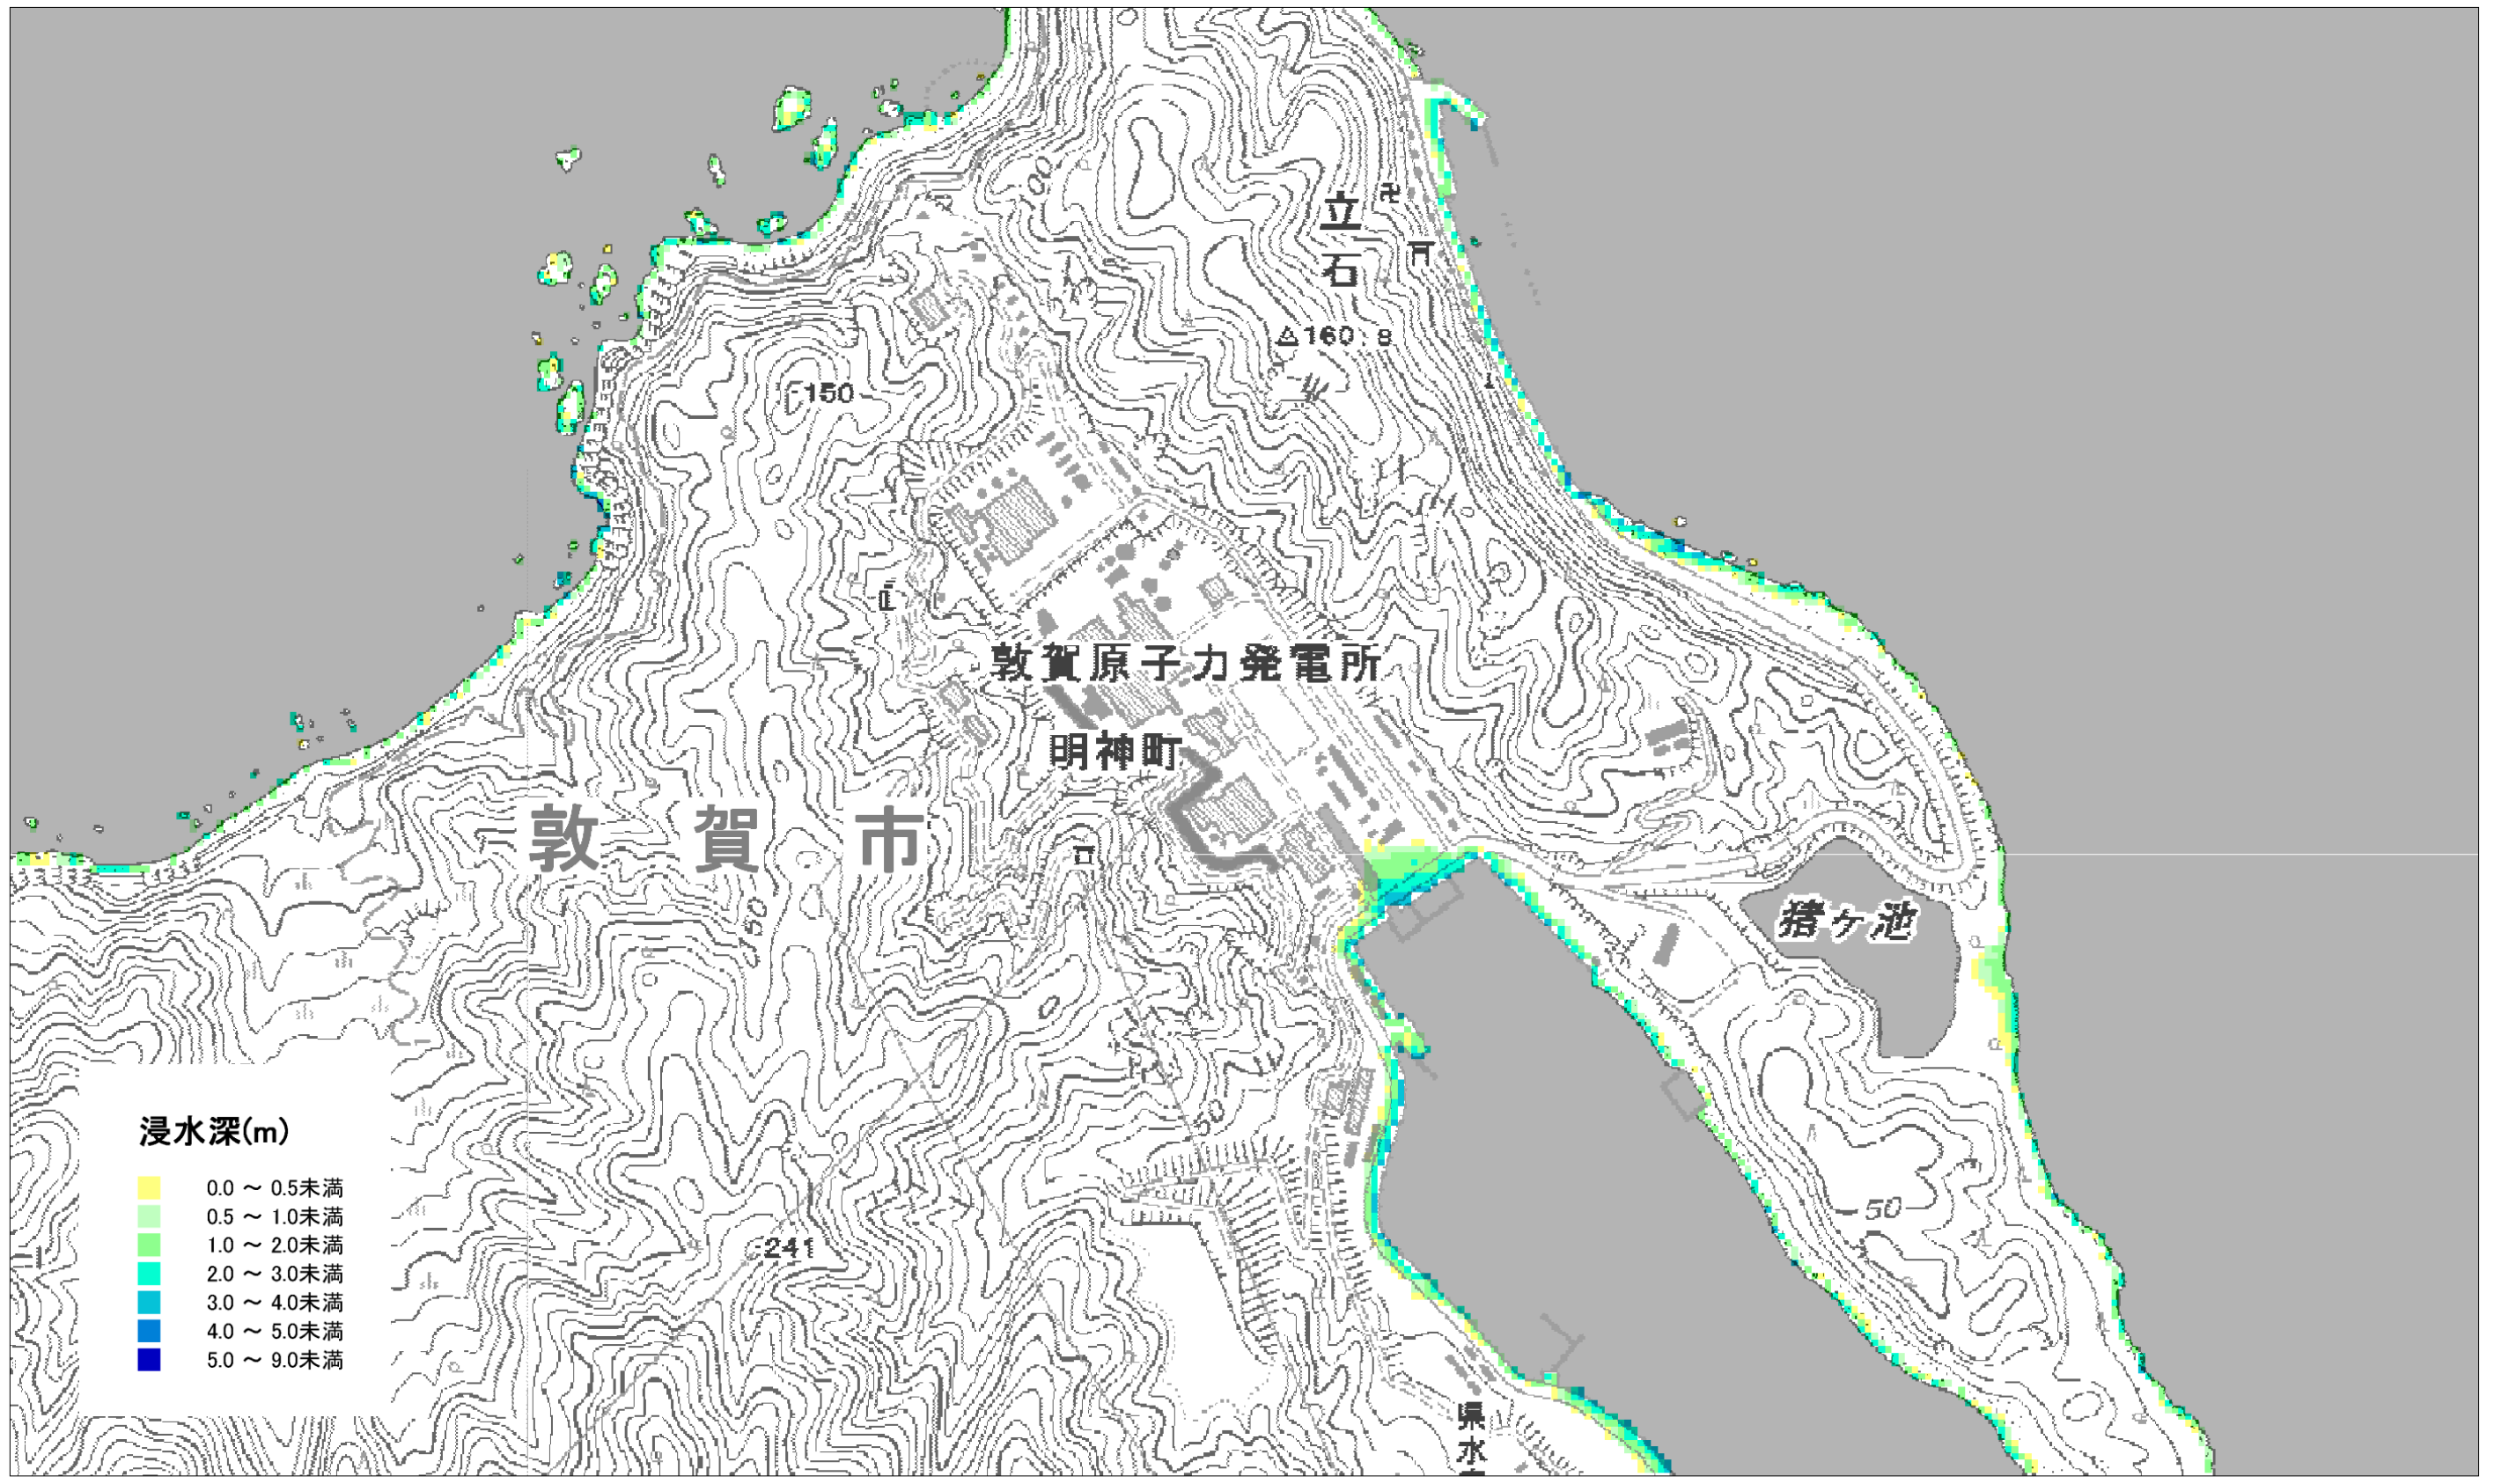 立石
160.8
150
敦賀原子力発電所
明神町
敦賀市
猪ヶ池
50
50
241
50
県水
浸水深(m)
0.0 ～ 0.5未満
0.5 ～ 1.0未満
1.0 ～ 2.0未満
2.0 ～ 3.0未満
3.0 ～ 4.0未満
4.0 ～ 5.0未満
5.0 ～ 9.0未満